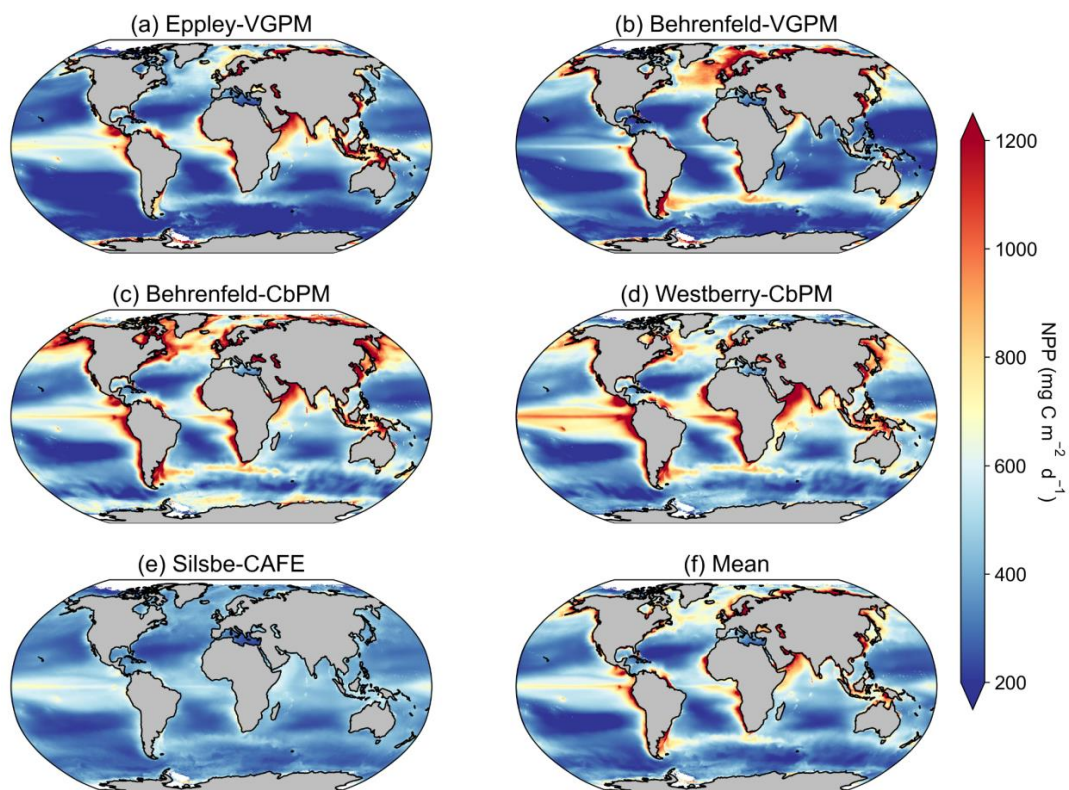 (a) Eppley-VGPM
(b) Behrenfeld-VGPM
(c) Behrenfeld-CbPM
(d) Westberry-CbPM
(e) Silsbe-CAFE
(f) Mean
1200
1000
800
600
400
200
NPP (mg C m⁻² d⁻¹)